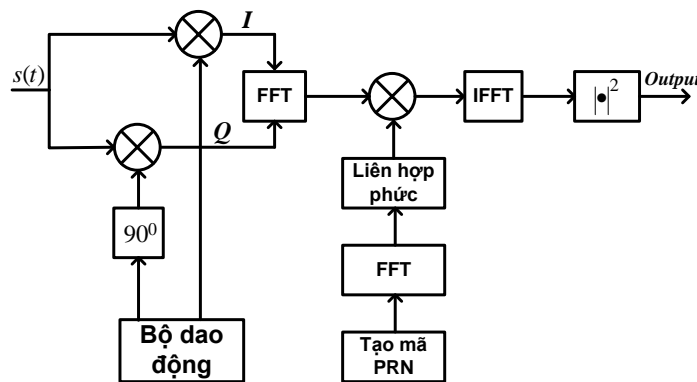 s(t)
I
Q
FFT
IFFT
|•|²
Output
90⁰
Bộ dao
động
Liên hợp
phức
FFT
Tạo mã
PRN